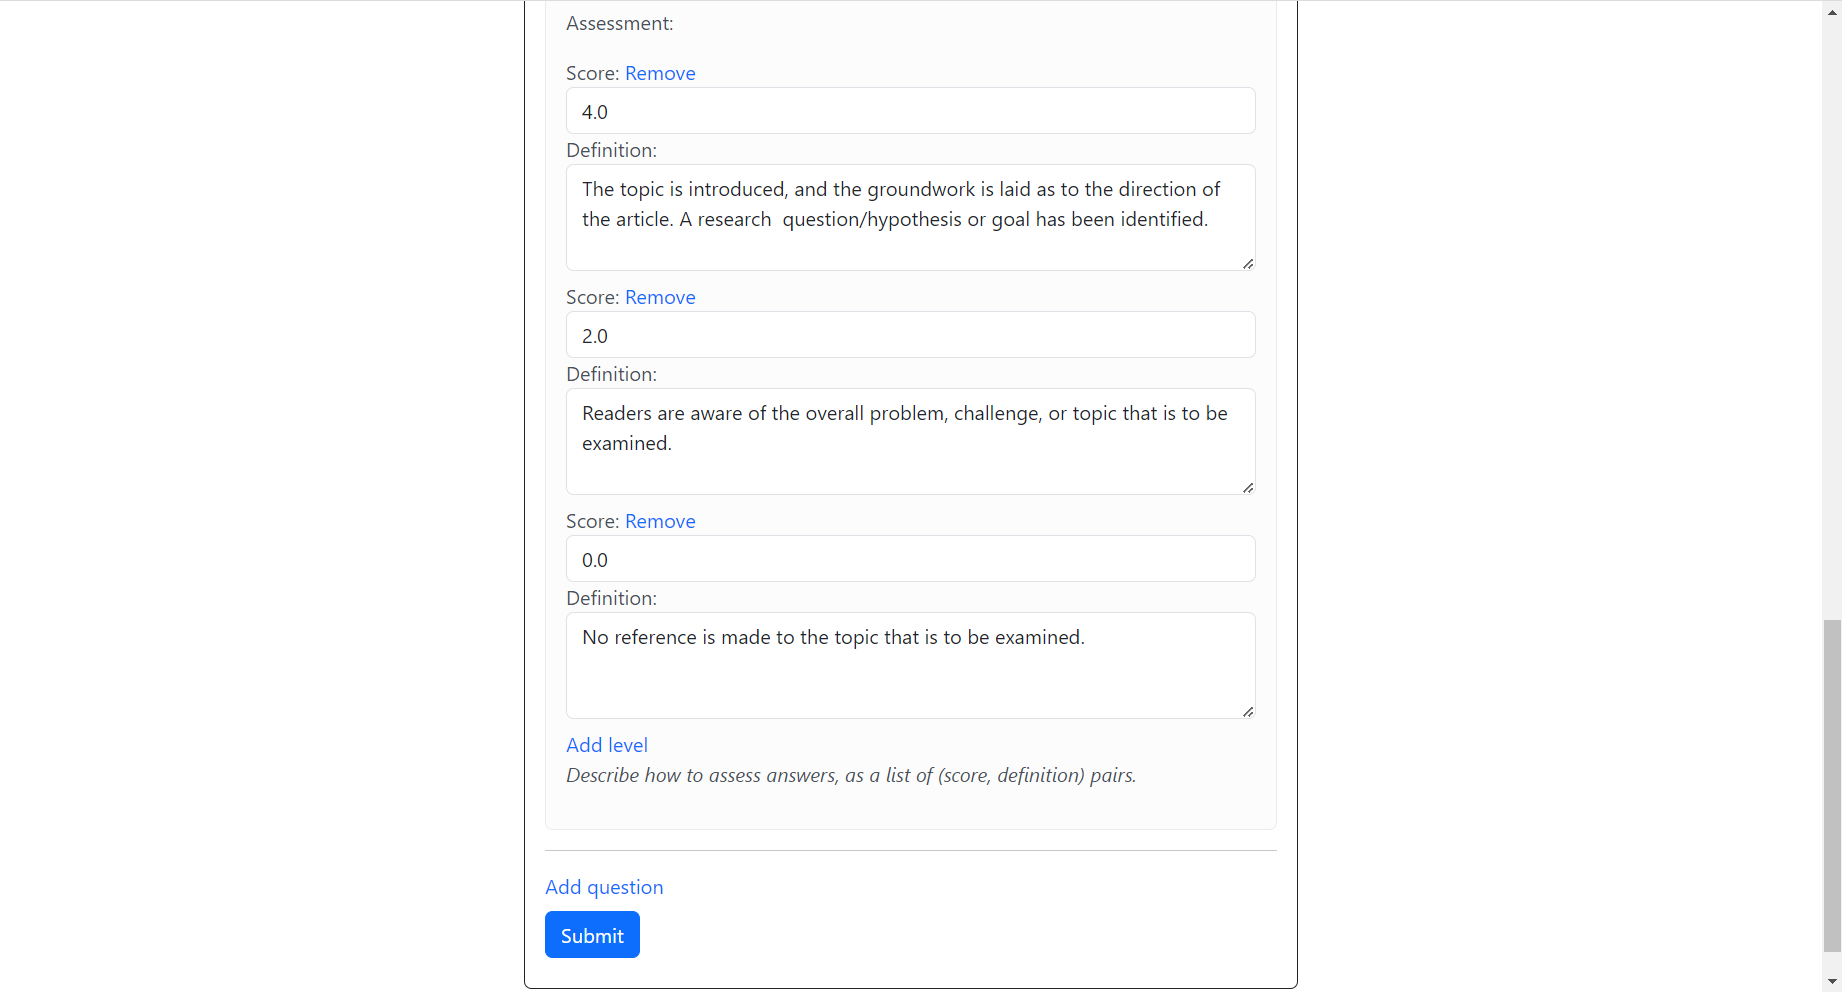 Assessment:
Score: Remove
4.0
Definition:
The topic is introduced, and the groundwork is laid as to the direction of
the article. A research  question/hypothesis or goal has been identified.
Score: Remove
2.0
Definition:
Readers are aware of the overall problem, challenge, or topic that is to be
examined.
Score: Remove
0.0
Definition:
No reference is made to the topic that is to be examined.
Add level
Describe how to assess answers, as a list of (score, definition) pairs.
Add question
Submit